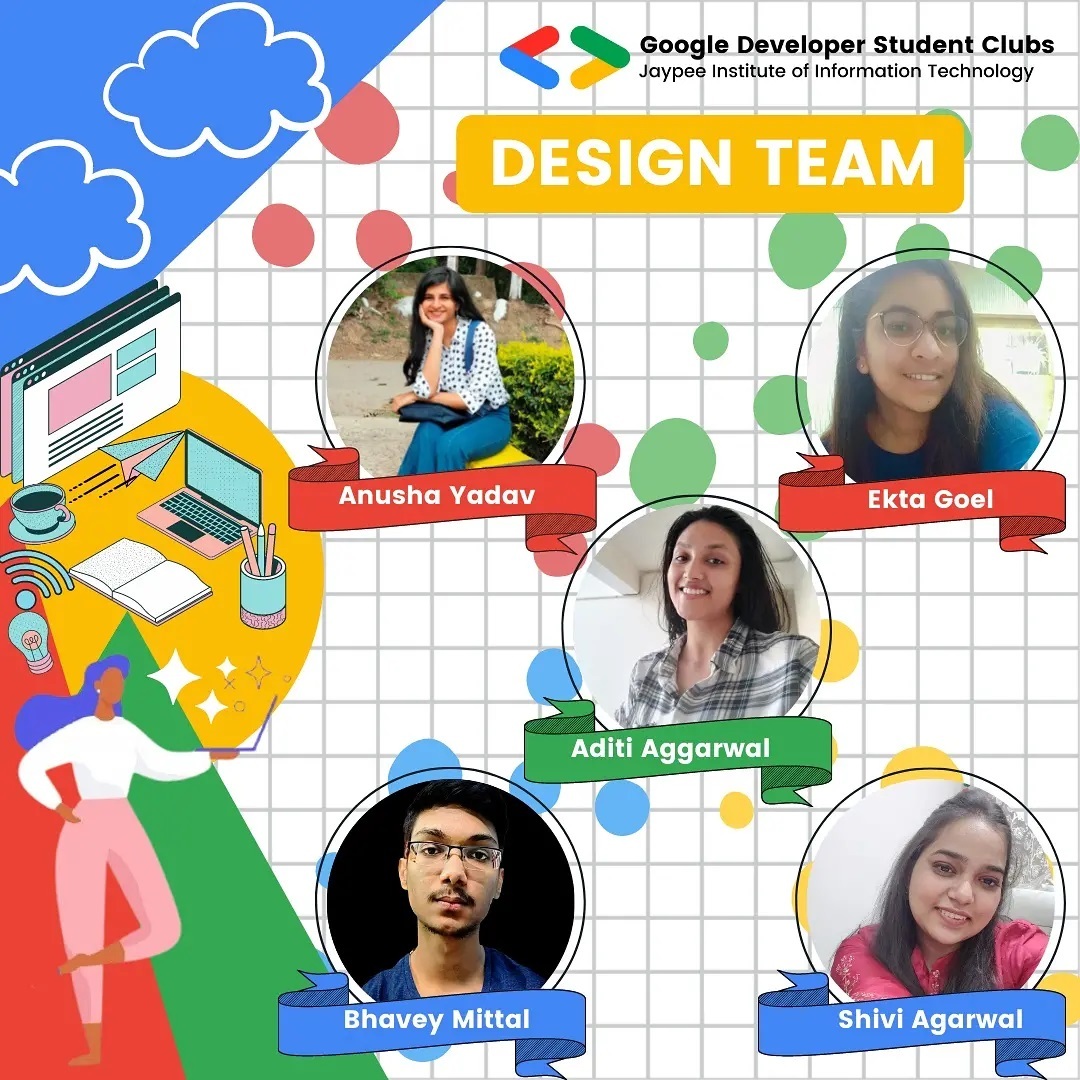 Google Developer Student Clubs
Jaypee Institute of Information Technology
DESIGN TEAM
Anusha Yadav
Ekta Goel
Aditi Aggarwal
Bhavey Mittal
Shivi Agarwal